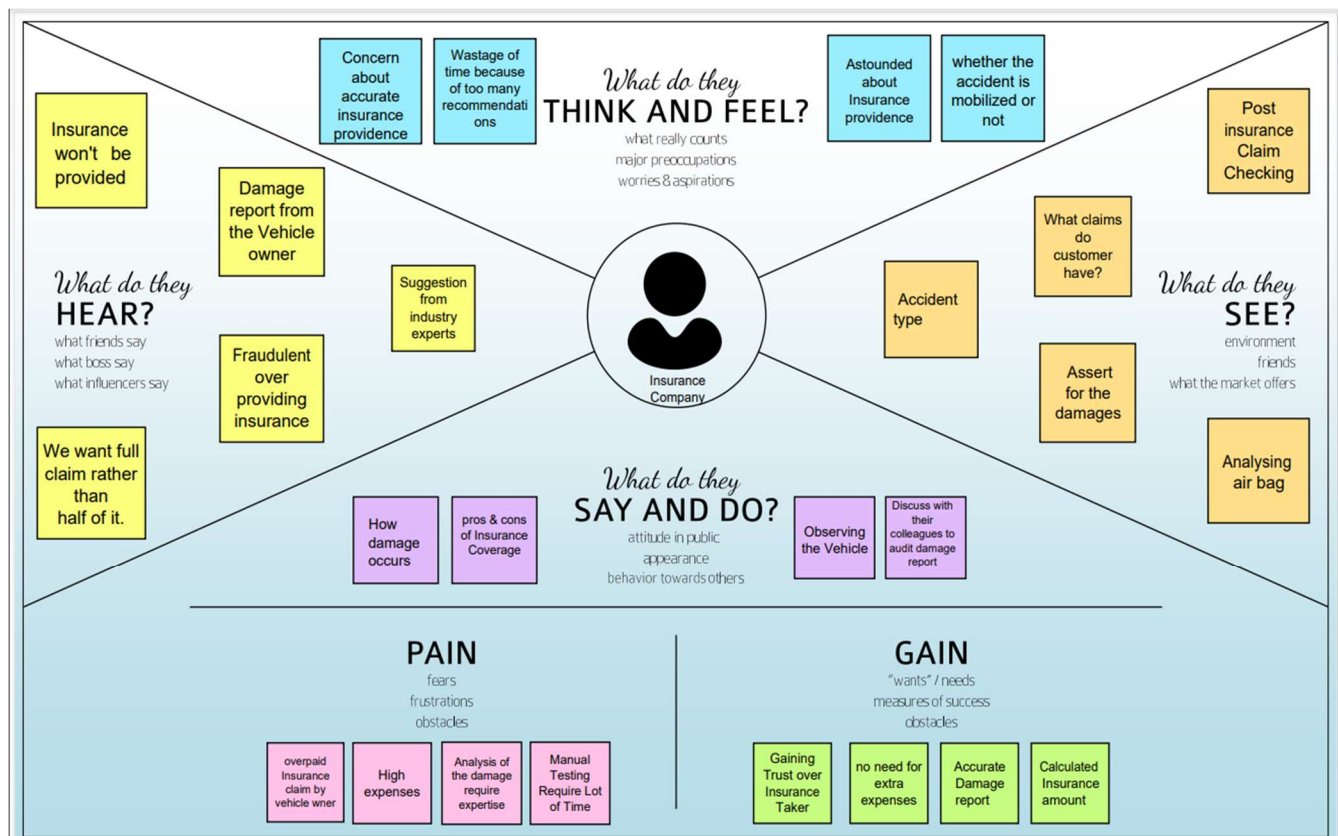 Concern
about
accurate
insurance
providence
Wastage of
time because
of too many
recommendati
ons
What do they
THINK AND FEEL?
what really counts
major preoccupations
worries & aspirations
Astounded
about
Insurance
providence
whether the
accident is
mobilized or
not
Insurance
won't be
provided
Damage
report from
the Vehicle
owner
Suggestion
from
industry
experts
What do they
HEAR?
what friends say
what boss say
what influencers say
Fraudulent
over
providing
insurance
We want full
claim rather
than
half of it.
Insurance
Company
Post
insurance
Claim
Checking
What claims
do
customer
have?
Accident
type
What do they
SEE?
environment
friends
what the market offers
Assert
for the
damages
Analysing
air bag
What do they
SAY AND DO?
attitude in public
appearance
behavior towards others
How
damage
occurs
pros & cons
of Insurance
Coverage
Observing
the Vehicle
Discuss with
their
colleagues to
audit damage
report
PAIN
fears
frustrations
obstacles
overpaid
Insurance
claim by
vehicle wner
High
expenses
Analysis of
the damage
require
expertise
Manual
Testing
Require Lot
of Time
GAIN
"wants" / needs
measures of success
obstacles
Gaining
Trust over
Insurance
Taker
no need for
extra
expenses
Accurate
Damage
report
Calculated
Insurance
amount